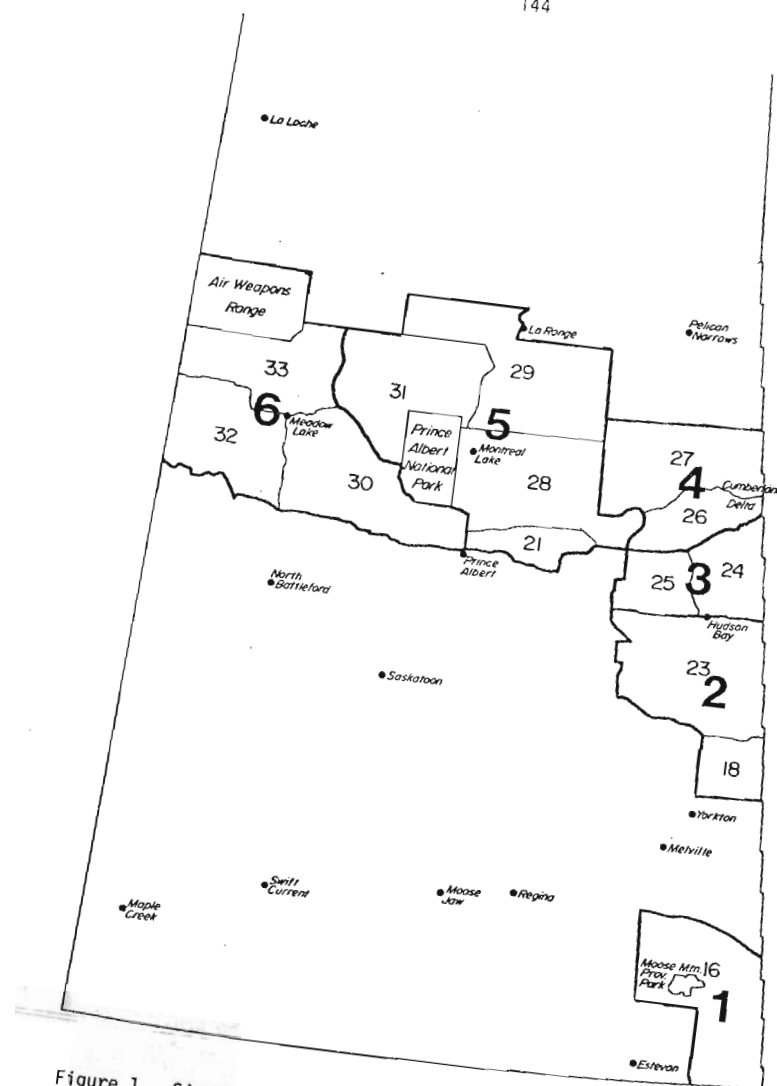 144
La Loche
Air Weapons
Range
La Ronge
Pelican
Narrows
33
31
29
6
Meadow
Lake
5
Prince
Albert
National
Park
Montreal
Lake
27
4
Cumberlan
Delta
32
30
28
26
21
Prince
Albert
25
3
24
North
Battleford
Hudson
Bay
Saskatoon
23
2
18
Yorkton
Melville
Swift
Current
Moose
Jaw
Regina
Maple
Creek
Moose Mtn.
Prov.
Park
16
1
Estevan
Figure 1.